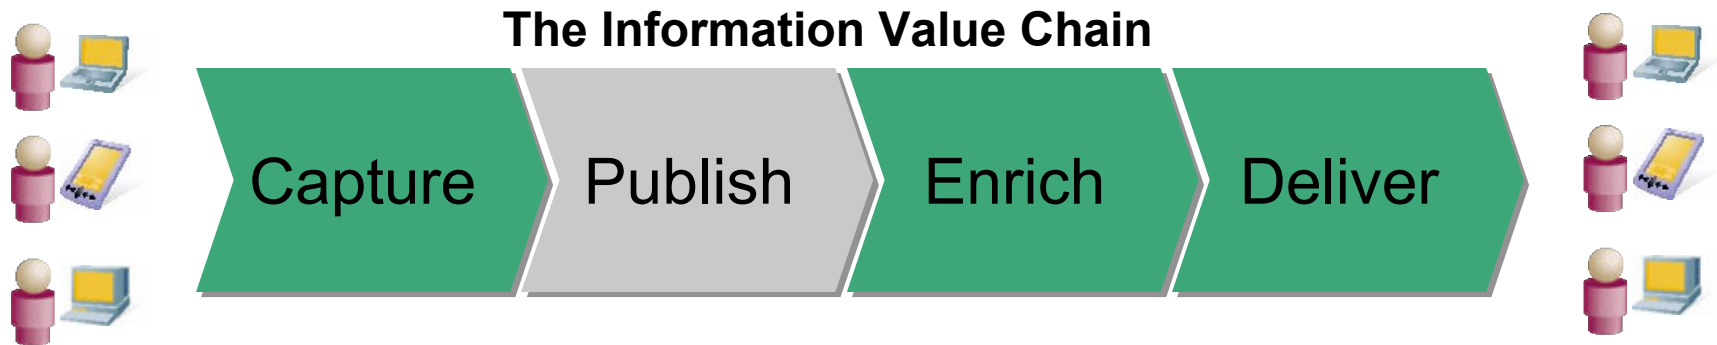 The Information Value Chain
Capture
Publish
Enrich
Deliver